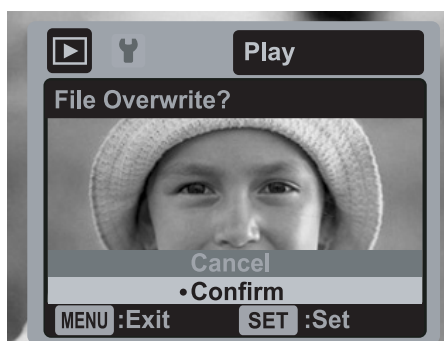 Play
File Overwrite?
Cancel
•Confirm
MENU :Exit SET :Set